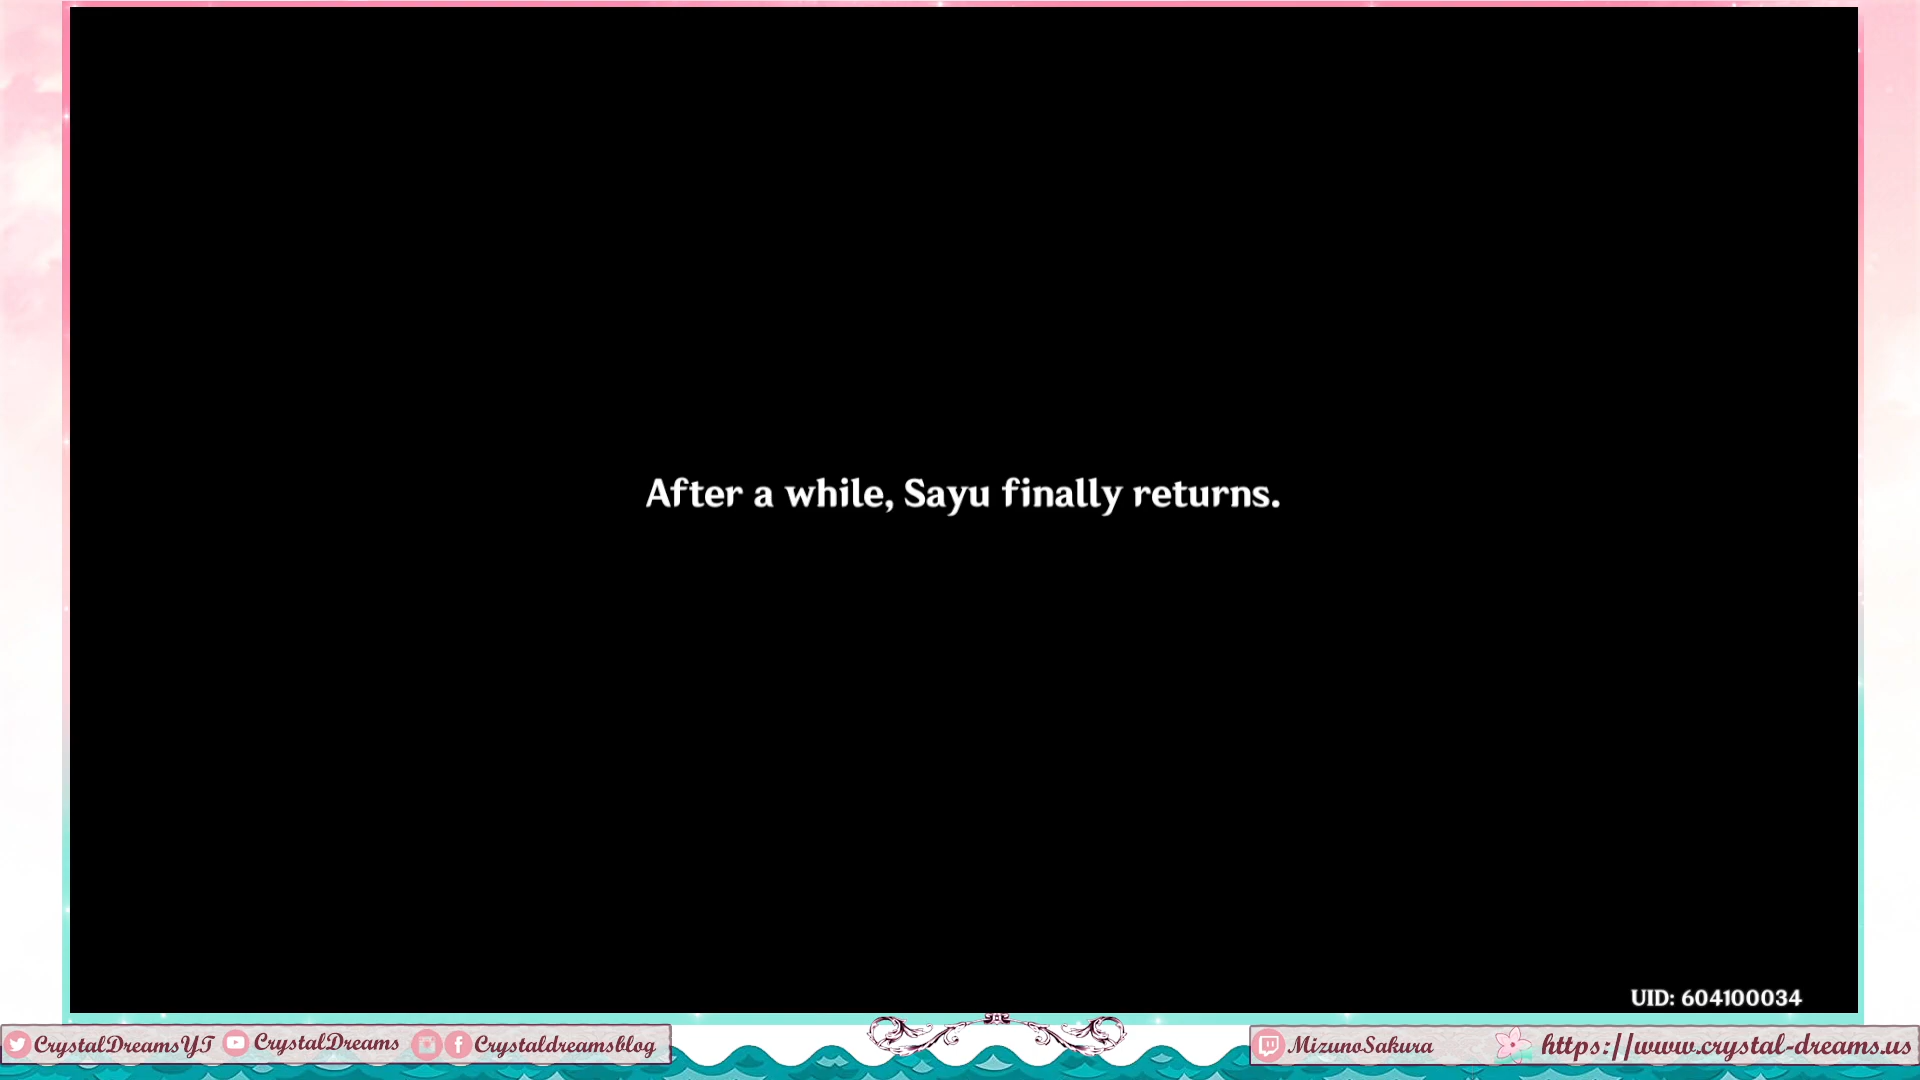 After a while, Sayu finally returns.
UID: 604100034
CrystalDreamsYT CrystalDreams Crystaldreamsblog MizunoSakura https://www.crystal-dreams.us